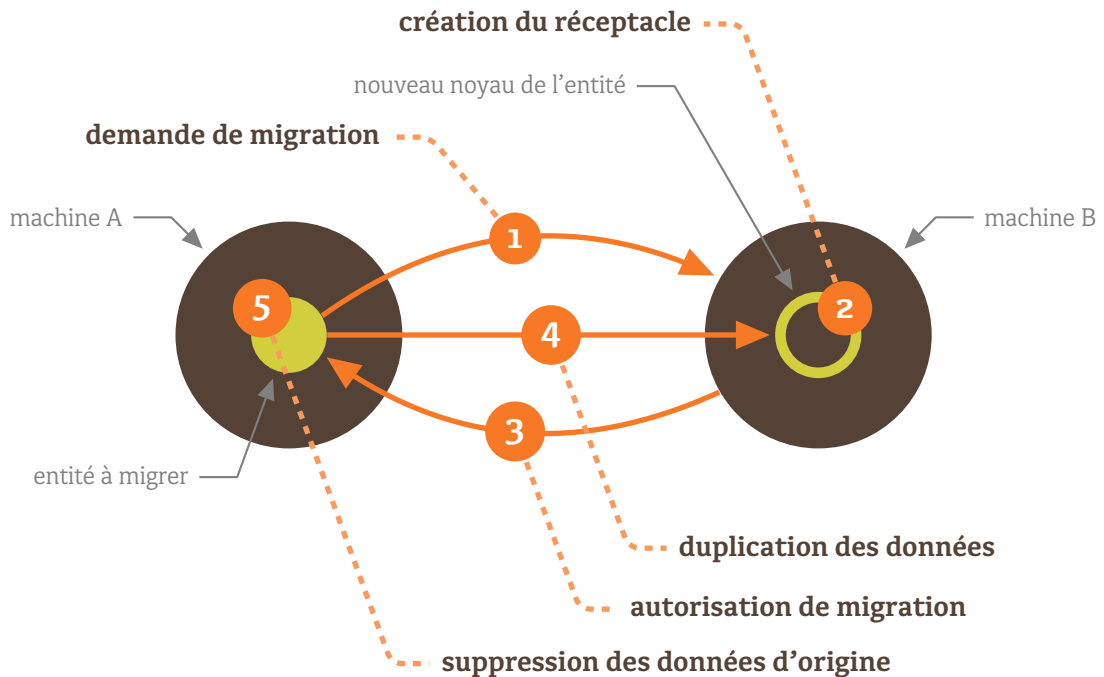 création du réceptacle
nouveau noyau de l’entité
demande de migration
machine A
machine B
1
5
2
4
3
entité à migrer
duplication des données
autorisation de migration
suppression des données d’origine